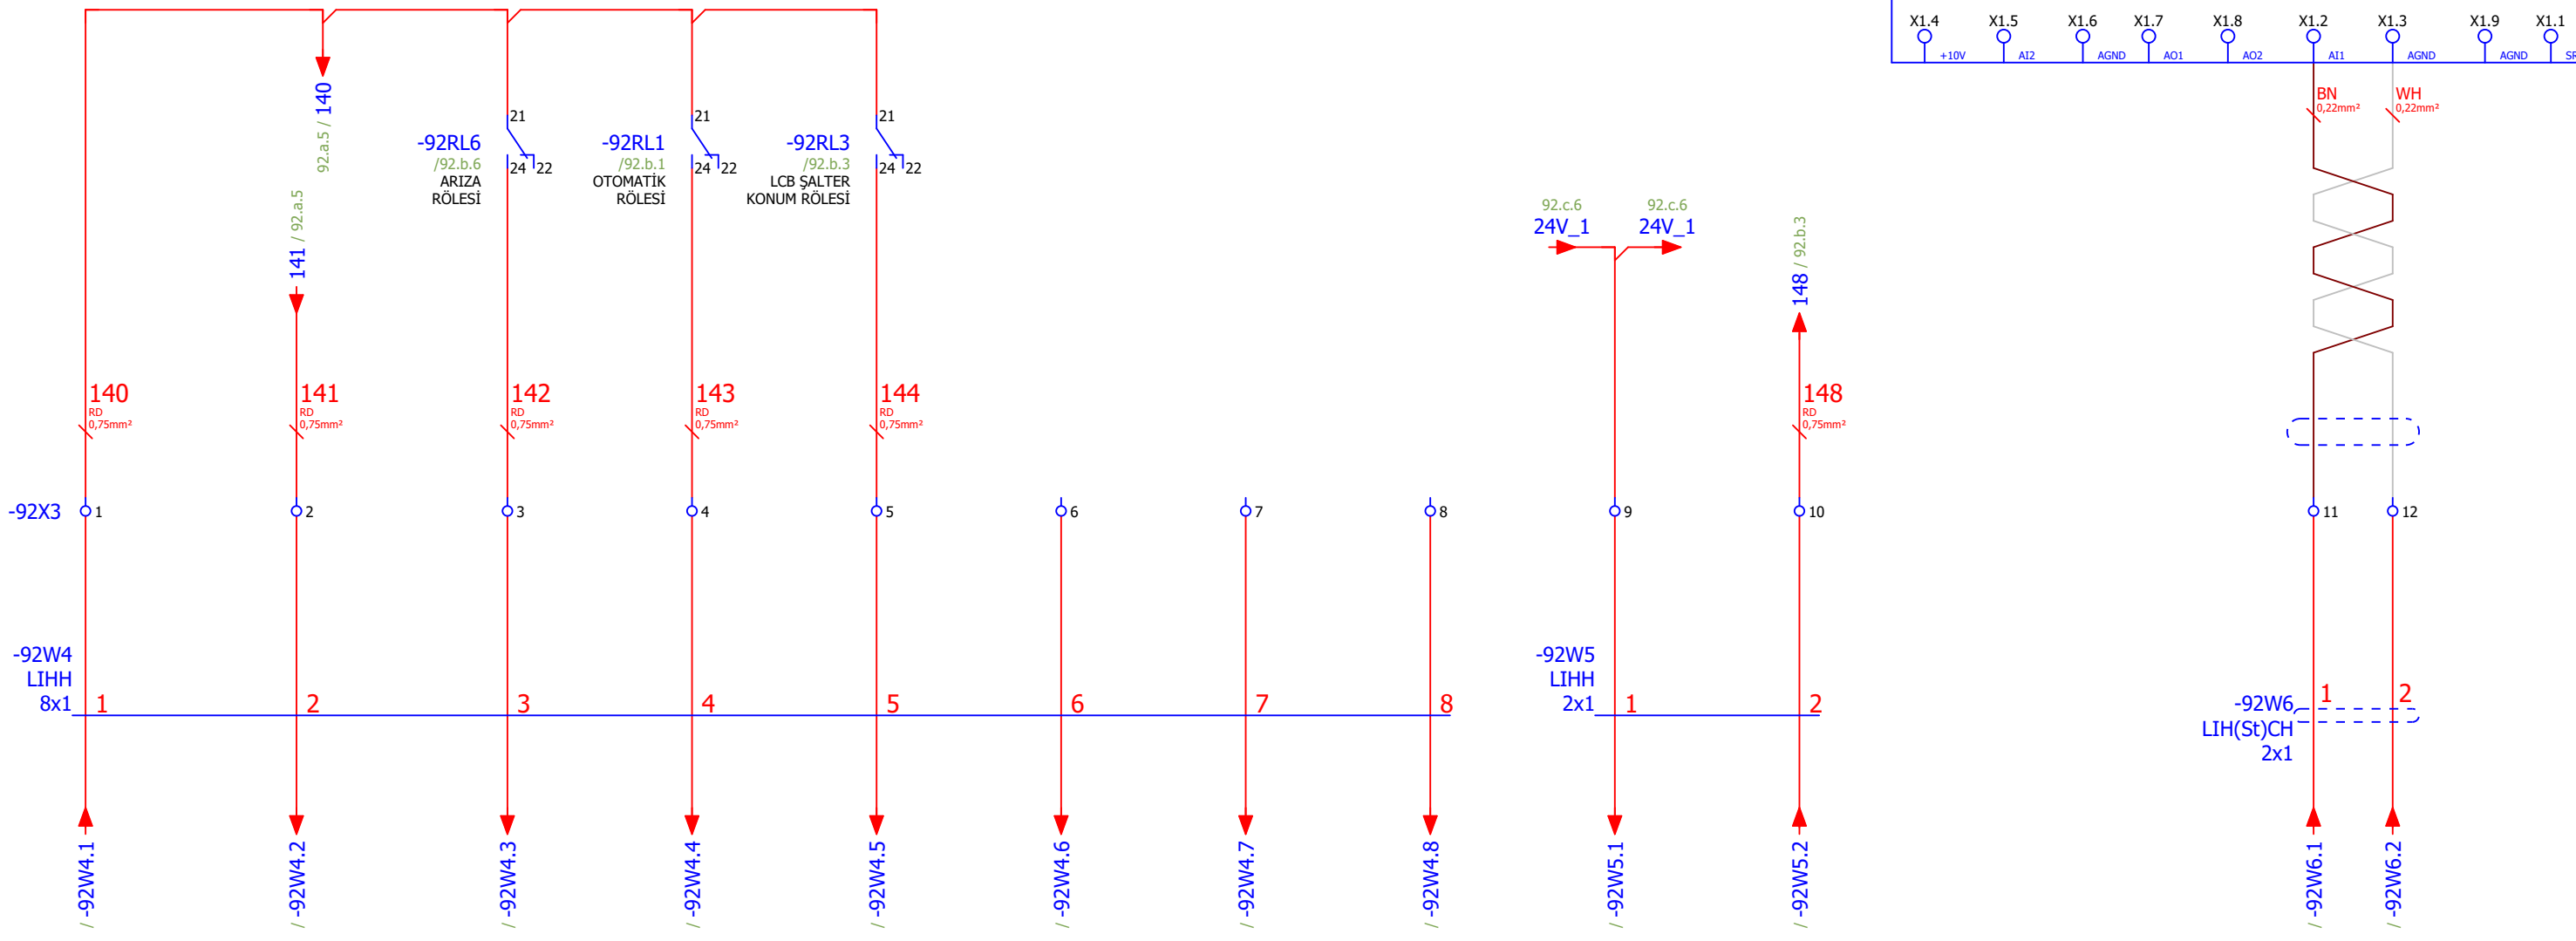 X1.4 X1.5 X1.6 X1.7 X1.8 X1.2 X1.3 X1.9 X1.1
+10V AI2 AGND AO1 AO2 AI1 AGND AGND
BN
0,22mm²
WH
0,22mm²
92.a.5 / 140
141 / 92.a.5
21
-92RL6
/92.b.6
24 22
ARIZA
RÖLESİ
21
-92RL1
/92.b.1
24 22
OTOMATİK
RÖLESİ
21
-92RL3
/92.b.3
24 22
LCB ŞALTER
KONUM RÖLESİ
92.c.6 92.c.6
24V_1 24V_1
148 / 92.b.3
140
RD
0,75mm²
141
RD
0,75mm²
142
RD
0,75mm²
143
RD
0,75mm²
144
RD
0,75mm²
148
RD
0,75mm²
-92X3 1 2 3 4 5 6 7 8 9 10 11 12
-92W4
LIHH
8x1 1 2 3 4 5 6 7 8
-92W5
LIHH
2x1 1 2
-92W6 1 2
LIH(St)CH
2x1
/ -92W4.1
/ -92W4.2
/ -92W4.3
/ -92W4.4
/ -92W4.5
/ -92W4.6
/ -92W4.7
/ -92W4.8
/ -92W5.1
/ -92W5.2
/ -92W6.1
/ -92W6.2